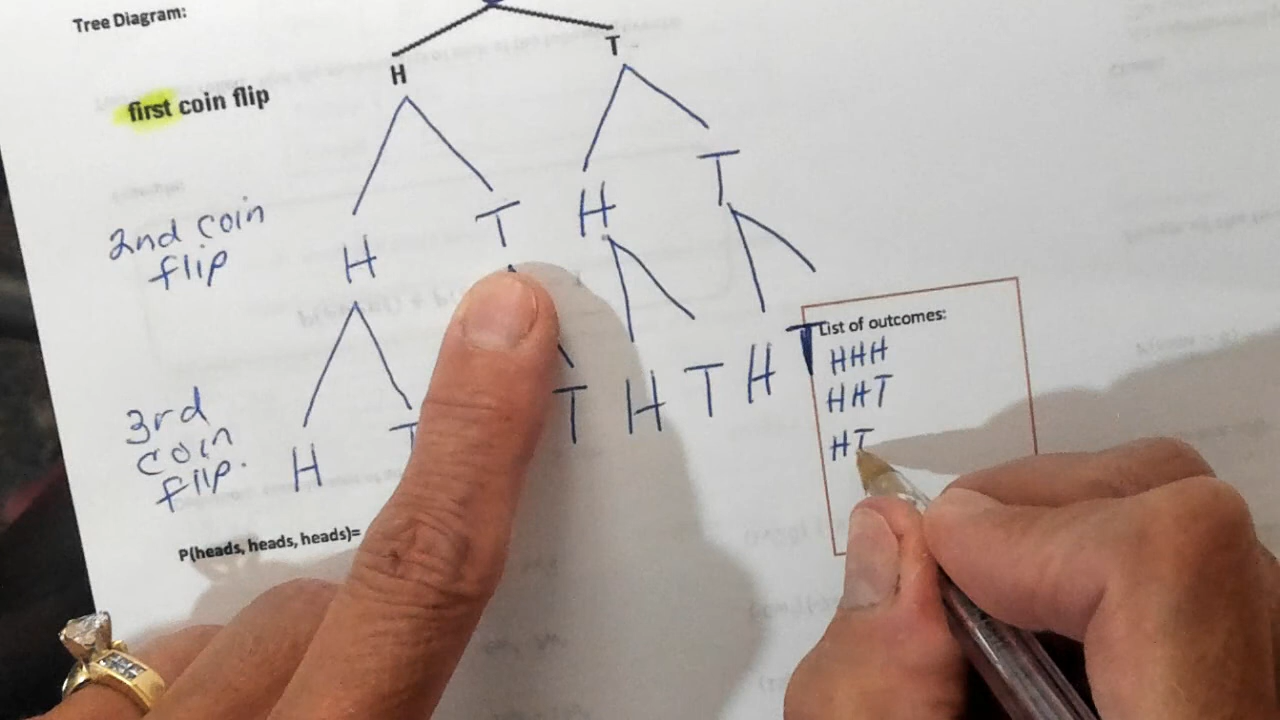 Tree Diagram:
H T
first coin flip
2nd coin
flip
H T H T
3rd
coin
flip.
H T T H T H T
P(heads, heads, heads)=
List of outcomes:
HHH
HHT
HT